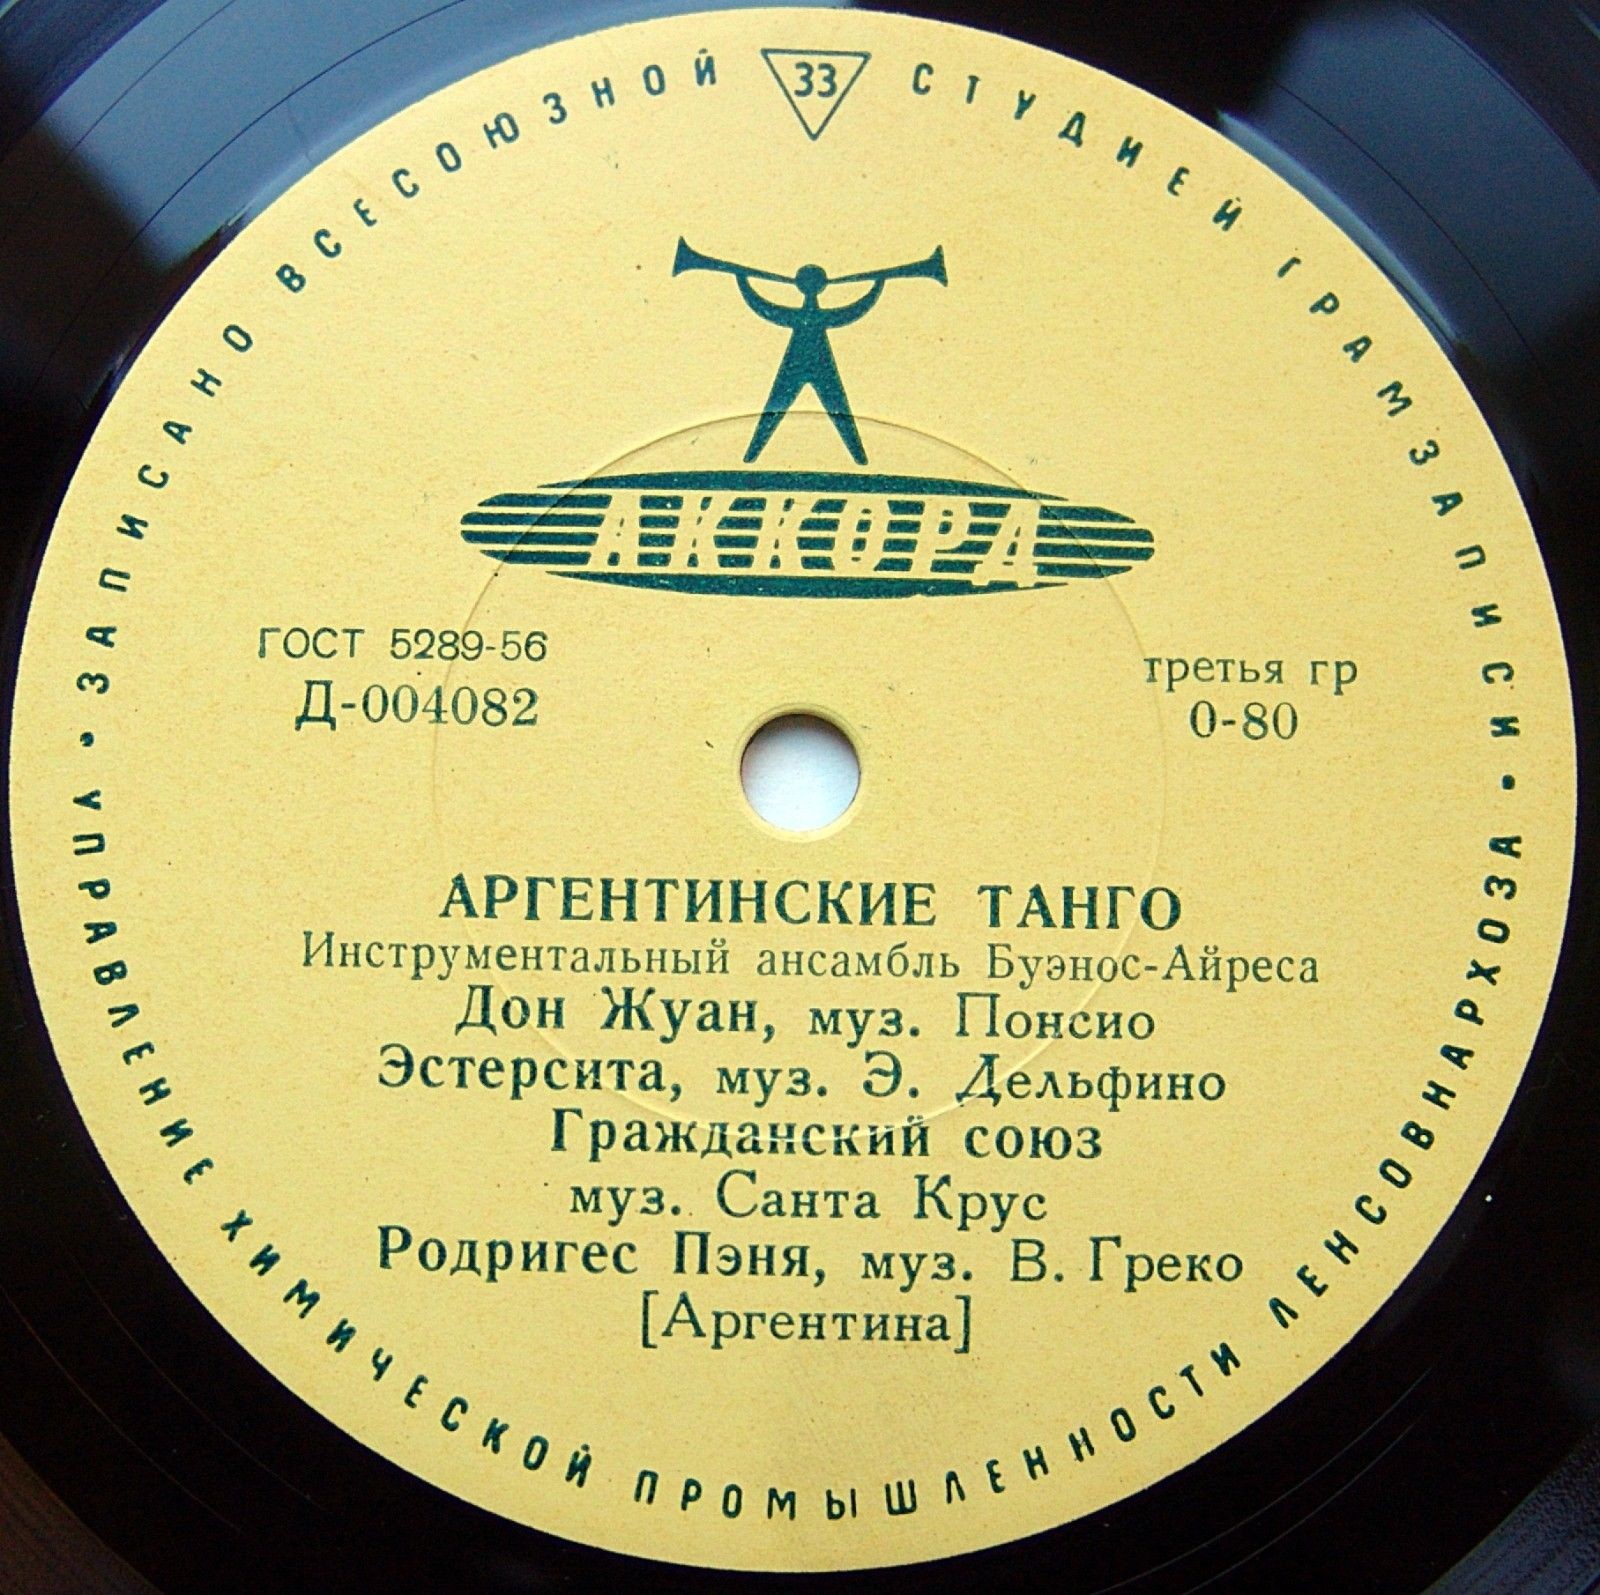 ЗАПИСАНО ВСЕСОЮЗНОЙ СТУДИЕЙ ГРАМЗАПИСИ •
33
АККОРД
ГОСТ 5289-56
Д-004082
третья гр
0-80
АРГЕНТИНСКИЕ ТАНГО
Инструментальный ансамбль Буэнос-Айреса
Дон Жуан, муз. Понсио
Эстерсита, муз. Э. Дельфино
Гражданский союз
муз. Санта Крус
Родригес Пэня, муз. В. Греко
[Аргентина]
УПРАВЛЕНИЕ ХИМИЧЕСКОЙ ПРОМЫШЛЕННОСТИ ЛЕНСОВНАРХОЗА •